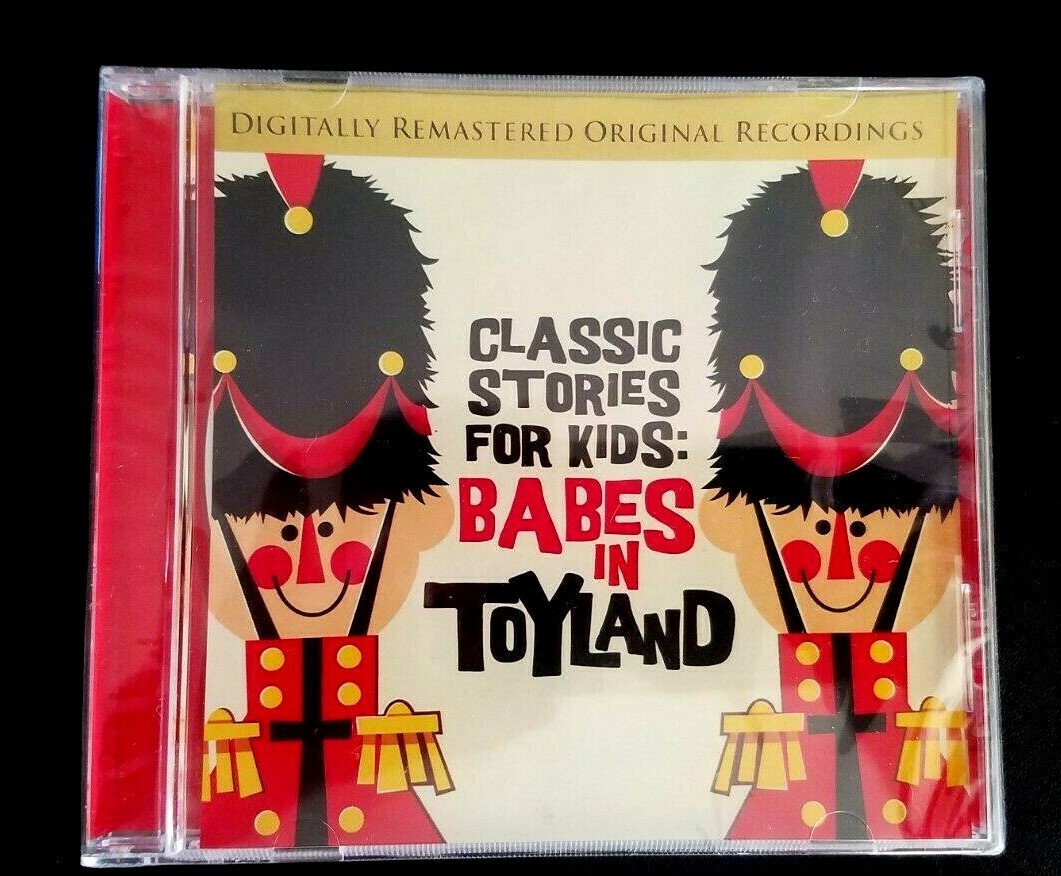 DIGITALLY REMASTERED ORIGINAL RECORDINGS
CLASSIC
STORIES
FOR KIDS:
BABES
IN
TOYLAND